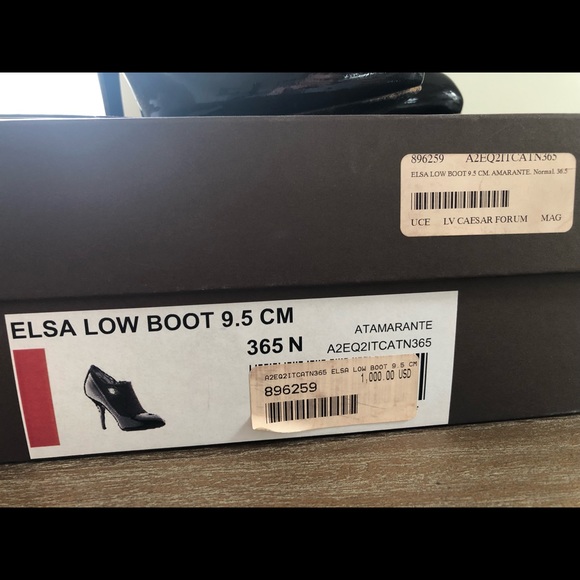 896259 A2EQ2ITCATN365
ELSA LOW BOOT 9.5 CM. AMARANTE. Normal. 36.5
UCE LV CAESAR FORUM MAG
ELSA LOW BOOT 9.5 CM
365 N
ATAMARANTE
A2EQ2ITCATN365
A2EQ2ITCATN365 ELSA LOW BOOT 9.5 CM
1,000.00 USD
896259